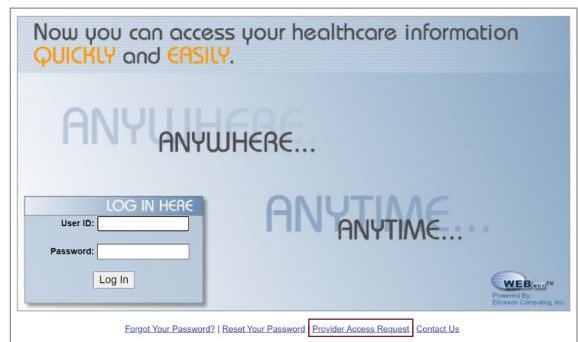 Now you can access your healthcare information
QUICKLY and EASILY.
ANYWHERE...
ANYWHERE...
LOG IN HERE
User ID:
Password:
Log In
ANYTIME...
ANYTIME...
WEB
Powered By
Eldorado Computing, Inc.
Forgot Your Password? | Reset Your Password Provider Access Request Contact Us